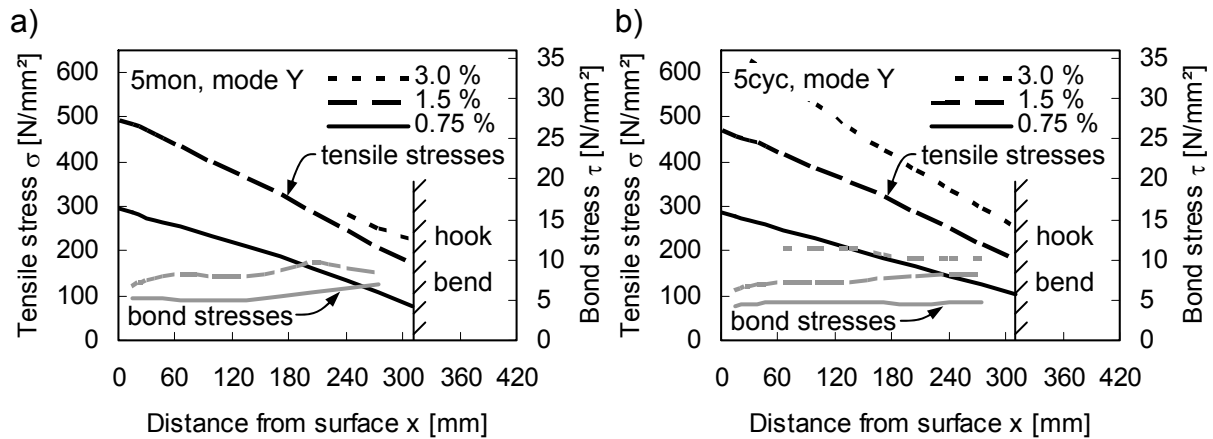 a)
Tensile stress σ [N/mm²]
600
500
400
300
200
100
0
5mon, mode Y
3.0 %
1.5 %
0.75 %
tensile stresses
bond stresses
hook
bend
35
30
25
20
15
10
5
0
Bond stress τ [N/mm²]
0 60 120 180 240 300 360 420
Distance from surface x [mm]
b)
Tensile stress σ [N/mm²]
600
500
400
300
200
100
0
5cyc, mode Y
3.0 %
1.5 %
0.75 %
tensile stresses
bond stresses
hook
bend
35
30
25
20
15
10
5
0
Bond stress τ [N/mm²]
0 60 120 180 240 300 360 420
Distance from surface x [mm]